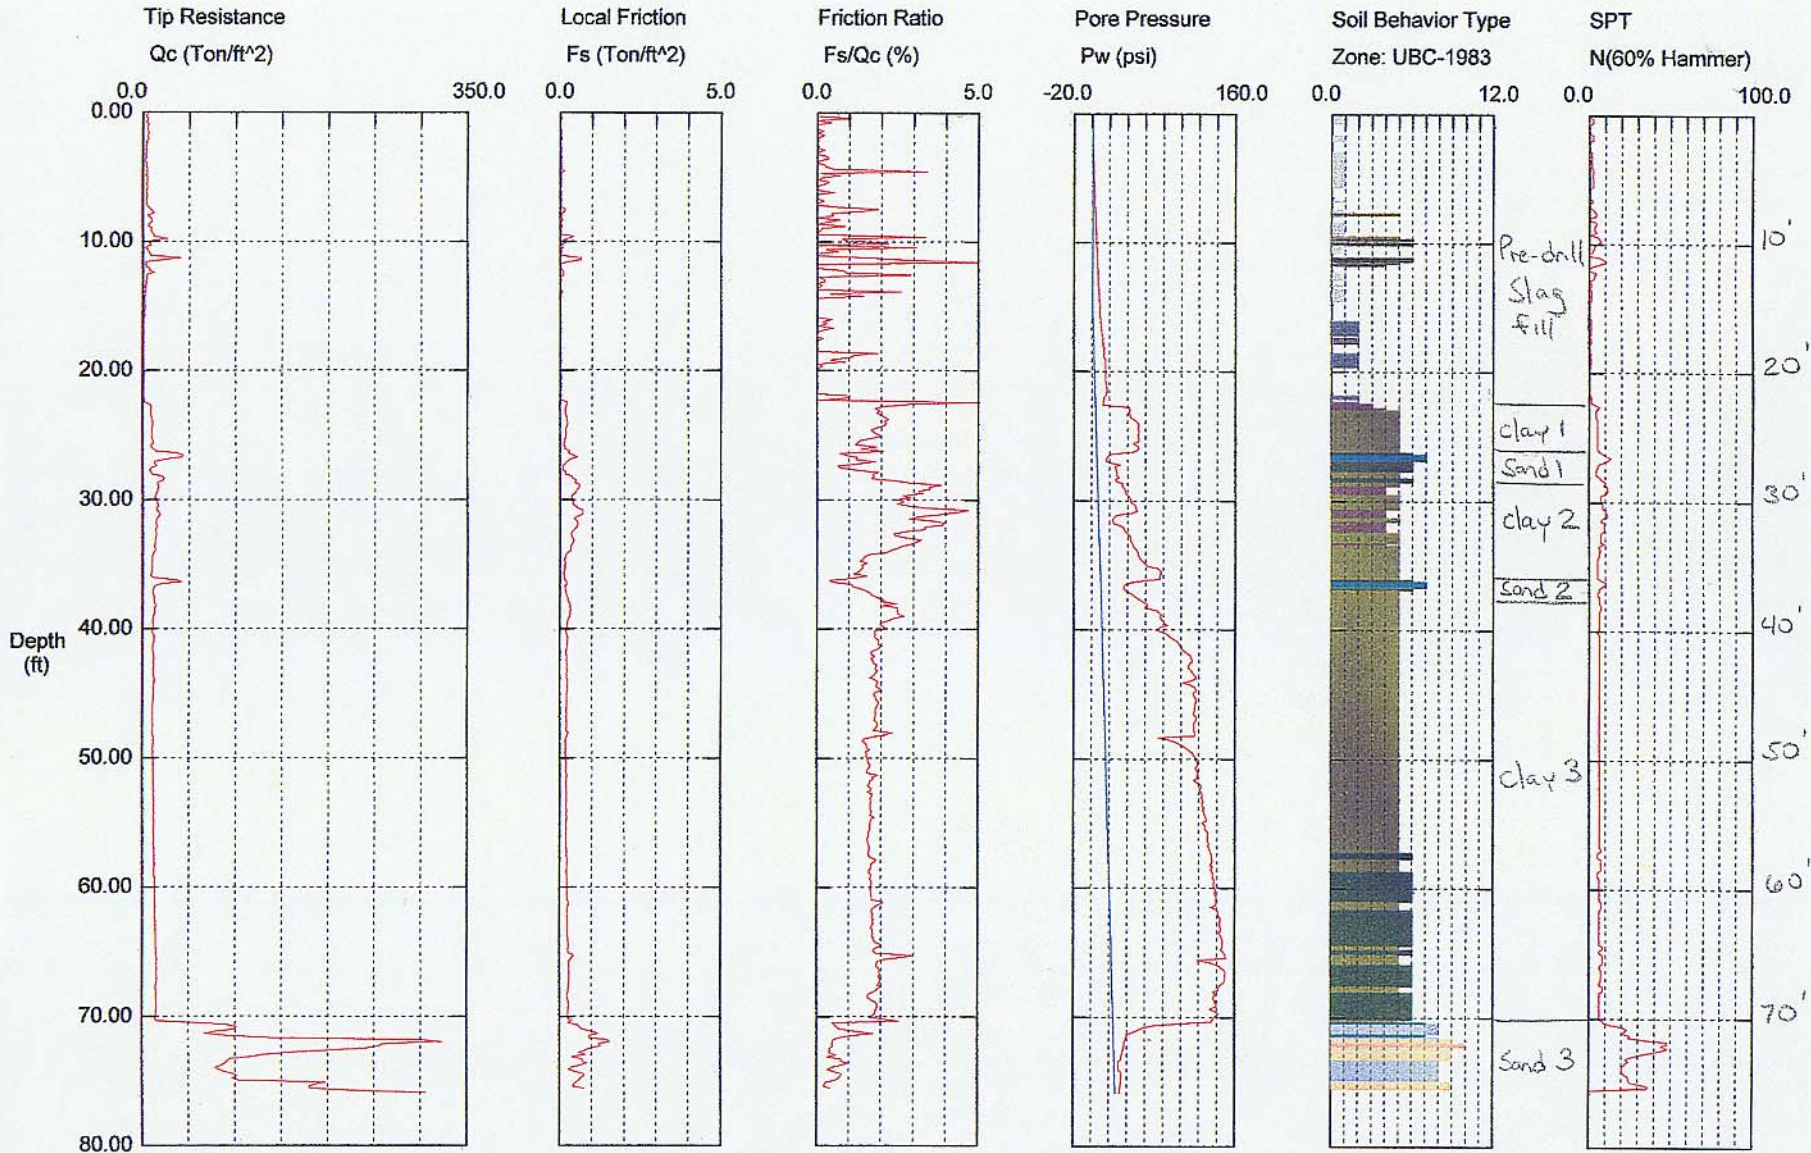 Tip Resistance
Qc (Ton/ft^2)
0.0 350.0
Local Friction
Fs (Ton/ft^2)
0.0 5.0
Friction Ratio
Fs/Qc (%)
0.0 5.0
Pore Pressure
Pw (psi)
-20.0 160.0
Soil Behavior Type
Zone: UBC-1983
0.0 12.0
SPT
N(60% Hammer)
0.0 100.0
Depth
(ft)
0.00
10.00
20.00
30.00
40.00
50.00
60.00
70.00
80.00
Pre-drill
Slag
fill
clay 1
Sand 1
clay 2
Sand 2
clay 3
Sand 3
10'
20'
30'
40'
50'
60'
70'